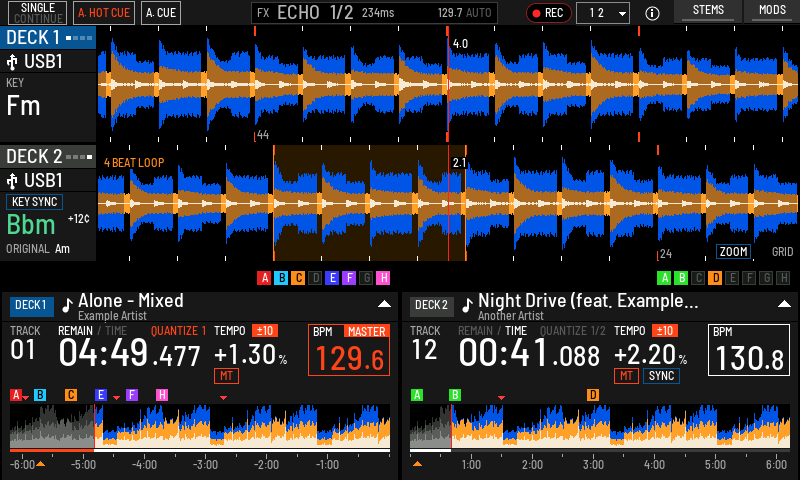 SINGLE
CONTINUE
A. HOT CUE
A. CUE
FX ECHO 1/2 234ms 129.7 AUTO
REC
1 2
STEMS
MODS
DECK 1
USB1
KEY
Fm
4.0
44
DECK 2
USB1
KEY SYNC
Bbm +12¢
ORIGINAL Am
4 BEAT LOOP
2.1
24
ZOOM GRID
A B C D E F G H
A B C D E F G H
DECK 1
Alone - Mixed
Example Artist
TRACK
01
REMAIN / TIME QUANTIZE 1
04:49.477
TEMPO ±10
+1.30%
MT
BPM MASTER
129.6
A B C E F H
-6:00 -5:00 -4:00 -3:00 -2:00 -1:00
DECK 2
Night Drive (feat. Example...
Another Artist
TRACK
12
REMAIN / TIME QUANTIZE 1/2
00:41.088
TEMPO ±10
+2.20%
MT SYNC
BPM
130.8
A B D
1:00 2:00 3:00 4:00 5:00 6:00